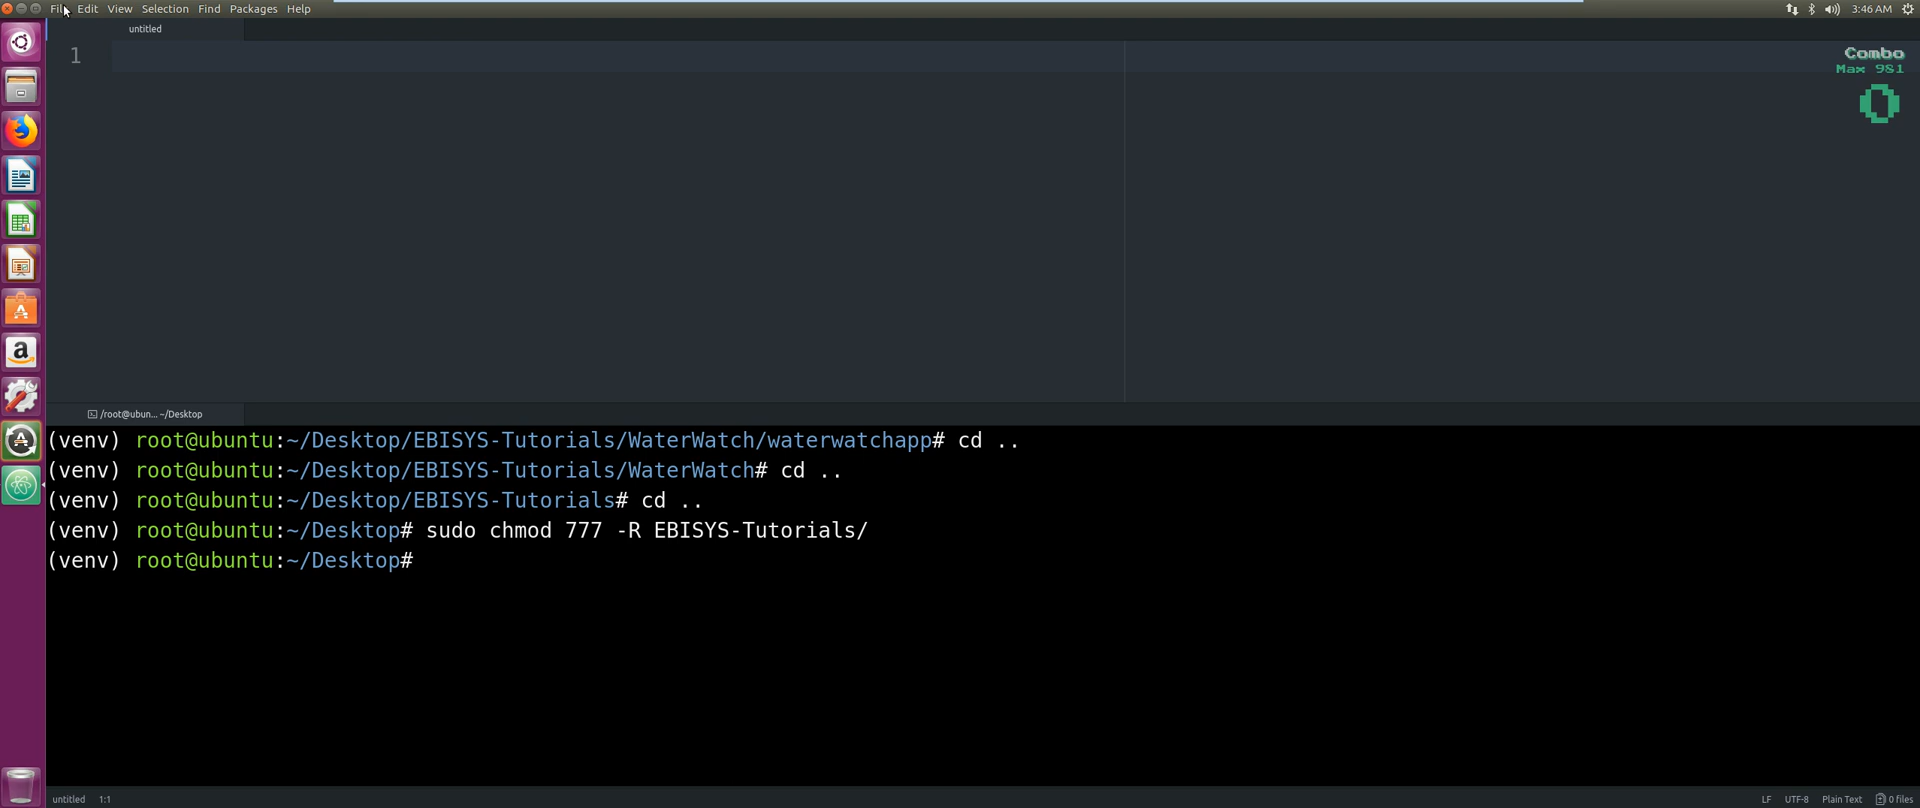 File Edit View Selection Find Packages Help 3:46 AM
untitled
1
Combo
Max 981
0
/root@ubun... ~/Desktop
(venv) root@ubuntu:~/Desktop/EBISYS-Tutorials/WaterWatch/waterwatchapp# cd ..
(venv) root@ubuntu:~/Desktop/EBISYS-Tutorials/WaterWatch# cd ..
(venv) root@ubuntu:~/Desktop/EBISYS-Tutorials# cd ..
(venv) root@ubuntu:~/Desktop# sudo chmod 777 -R EBISYS-Tutorials/
(venv) root@ubuntu:~/Desktop#
untitled 1:1 LF UTF-8 Plain Text 0 files